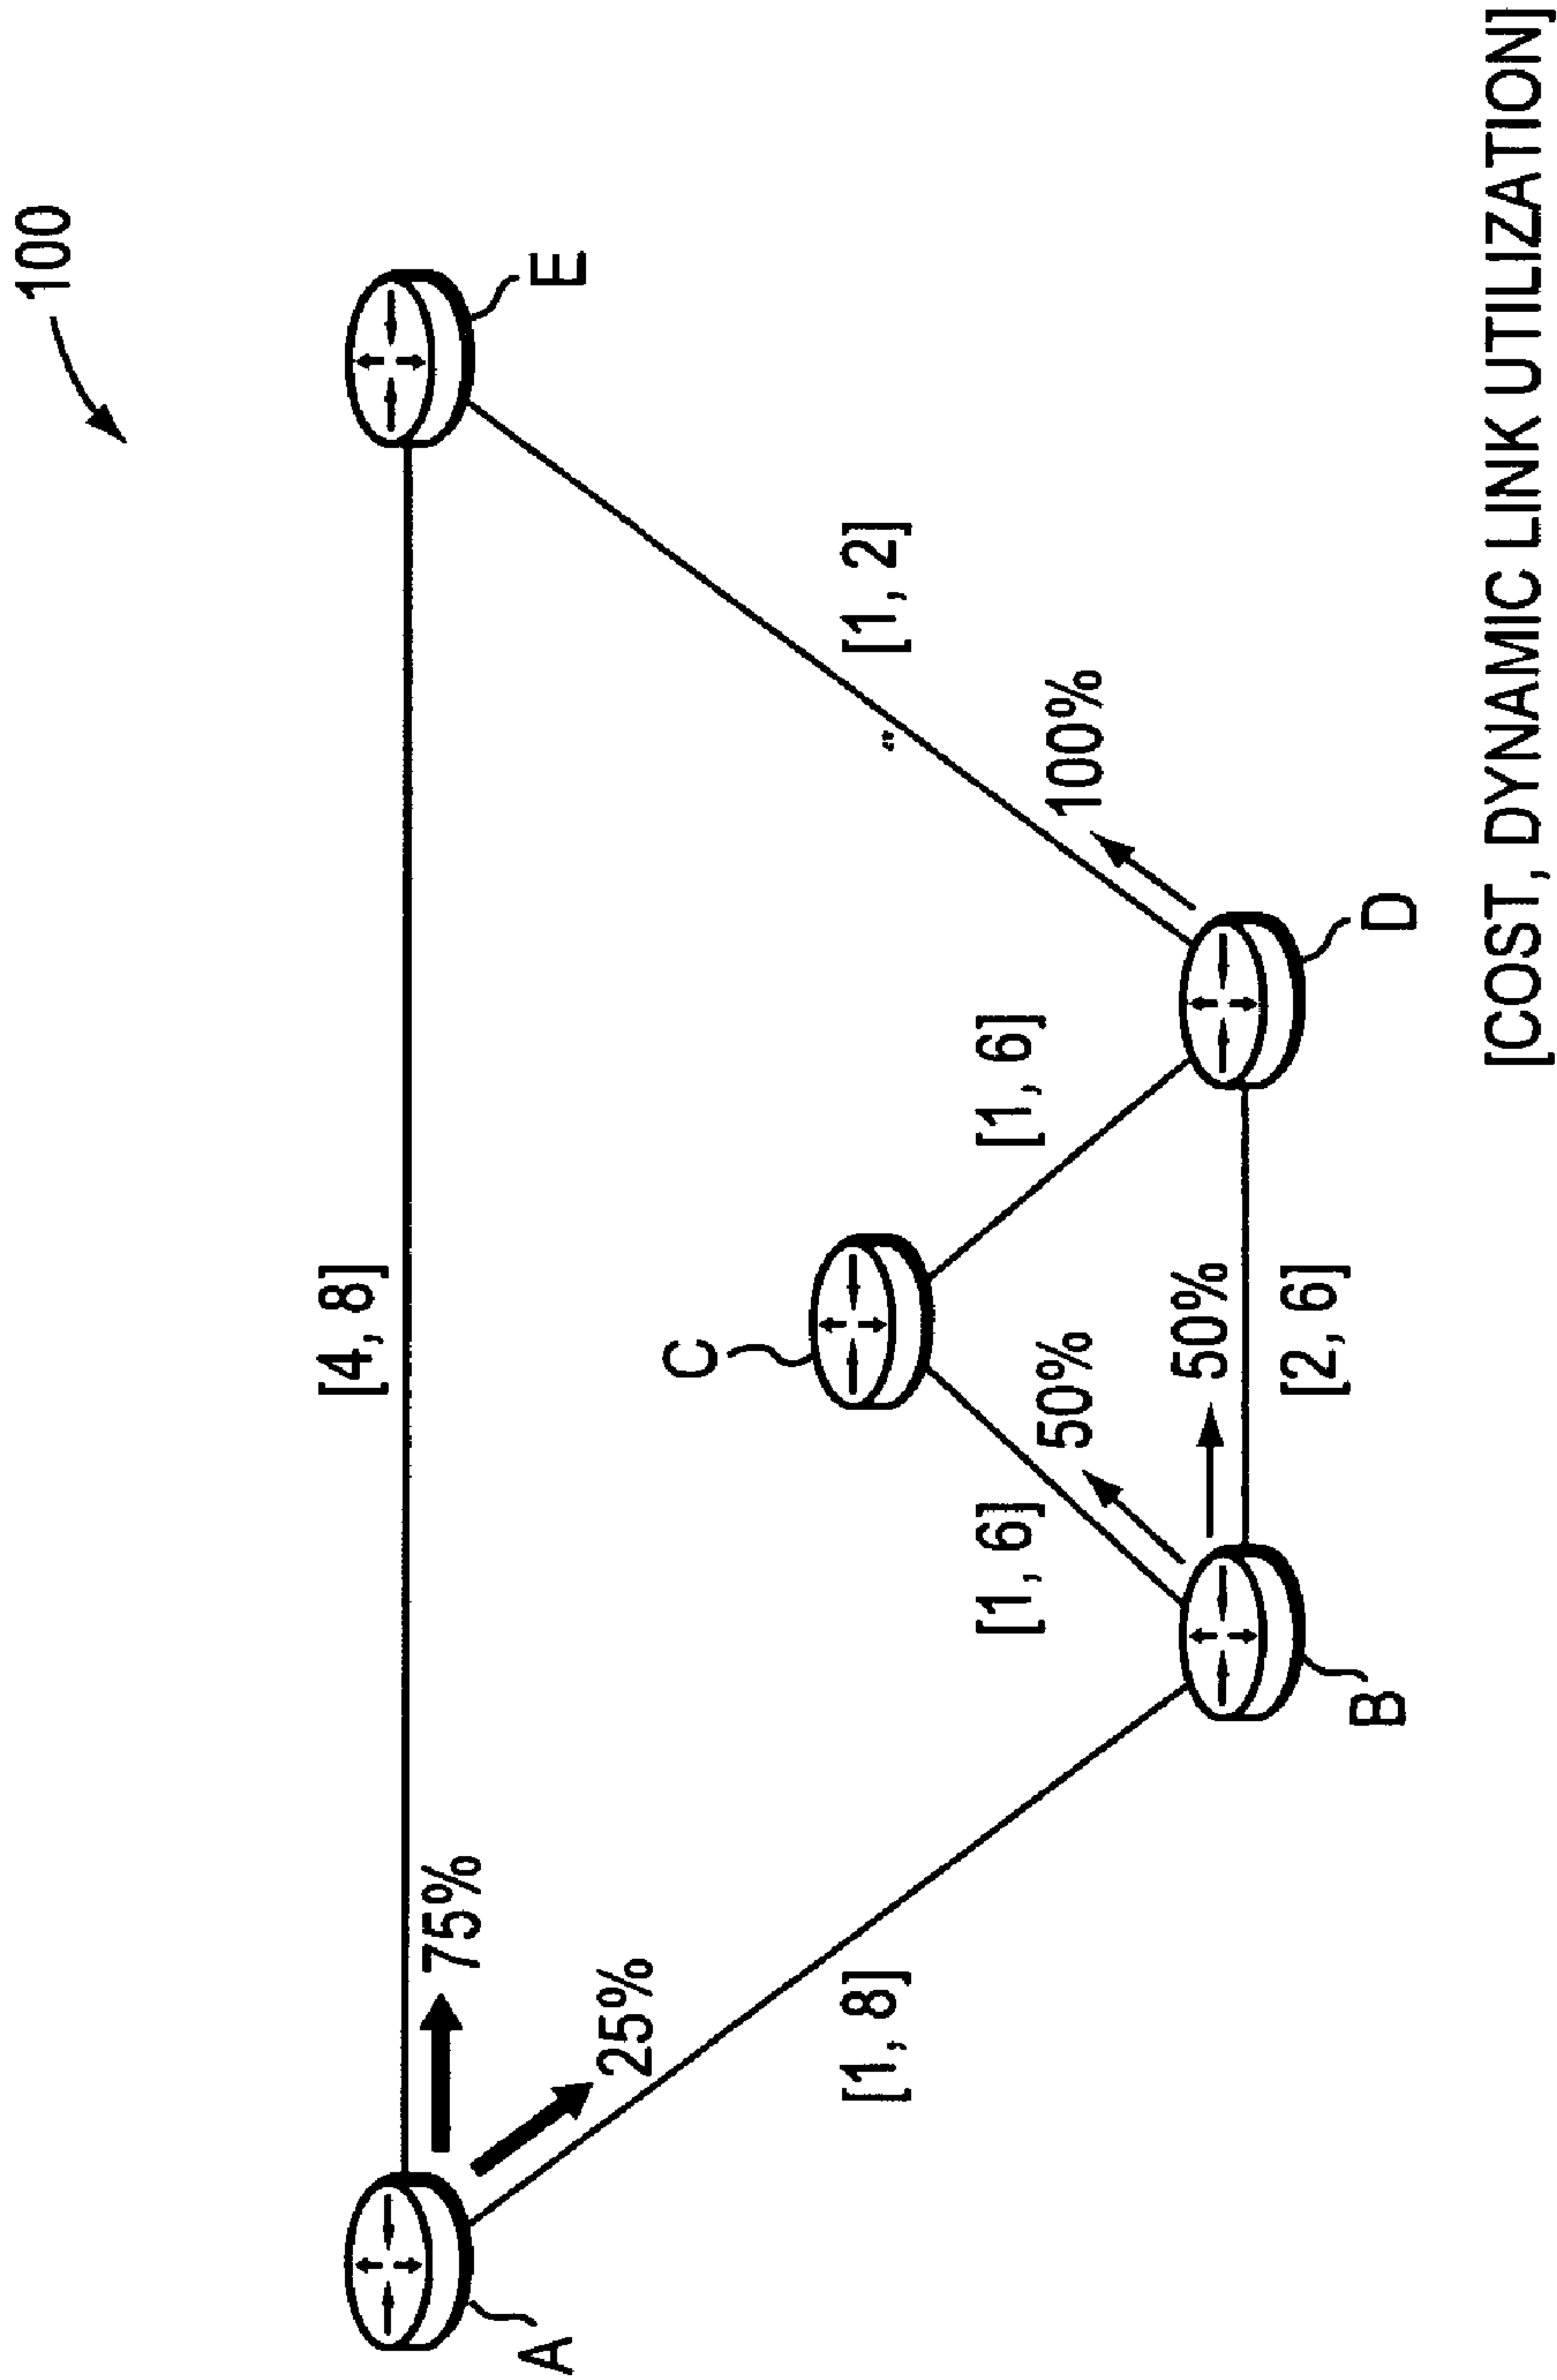 100
[4, 8]
E
75%
25%
C
[1, 2]
[1, 8]
[1, 6]
[1, 6]
50%
100%
50%
[2, 6]
A
B
D
[COST, DYNAMIC LINK UTILIZATION]